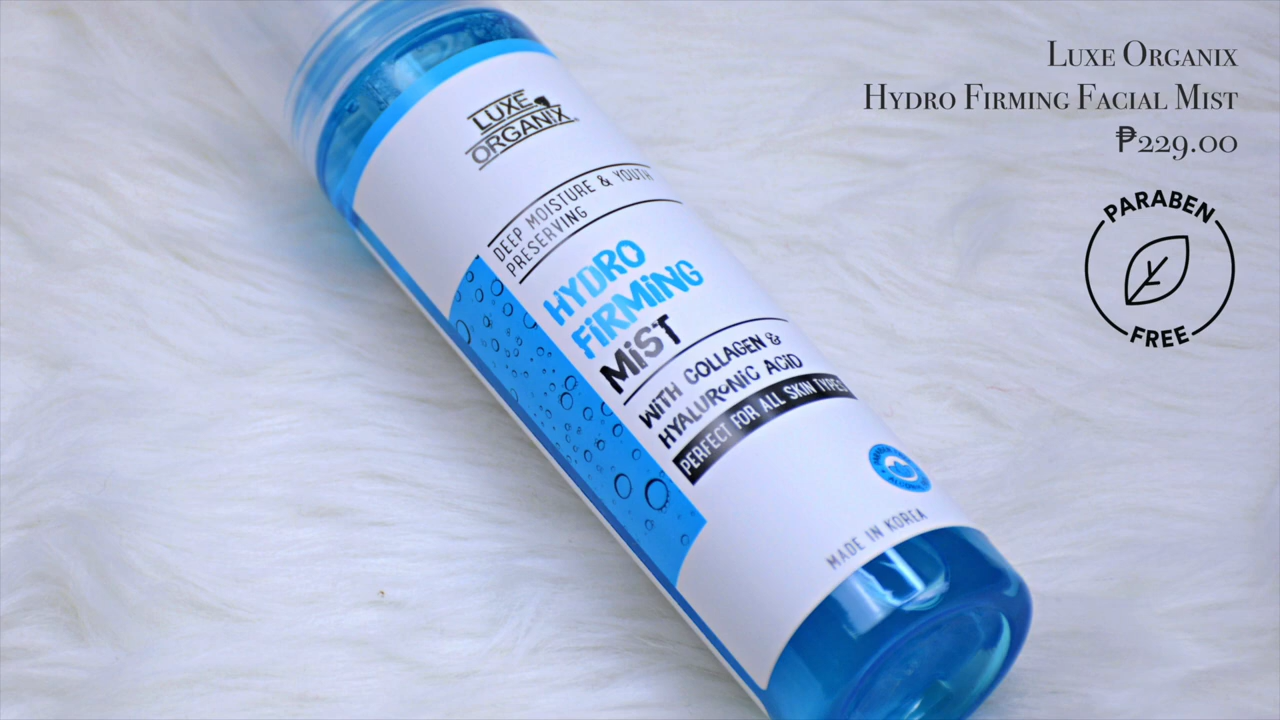 Luxe Organix
Hydro Firming Facial Mist
₱229.00
PARABEN
FREE
LUXE
ORGANIX
DEEP MOISTURE & YOUTH
PRESERVING
HYDRO
FiRMiNG
MiST
WiTH COLLAGEN &
HYALURONiC ACiD
PERFECT FOR ALL SKIN TYPES
MADE IN KOREA